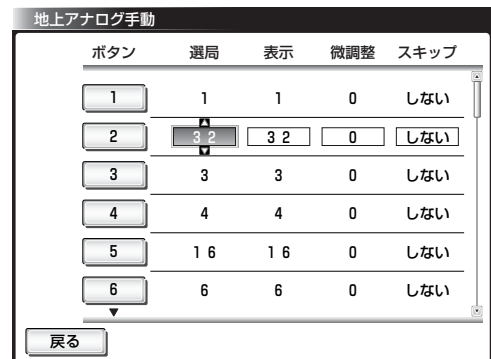 地上アナログ手動
ボタン 選局 表示 微調整 スキップ
1 1 1 0 しない
2 32 32 0 しない
3 3 3 0 しない
4 4 4 0 しない
5 16 16 0 しない
6 6 6 0 しない
戻る